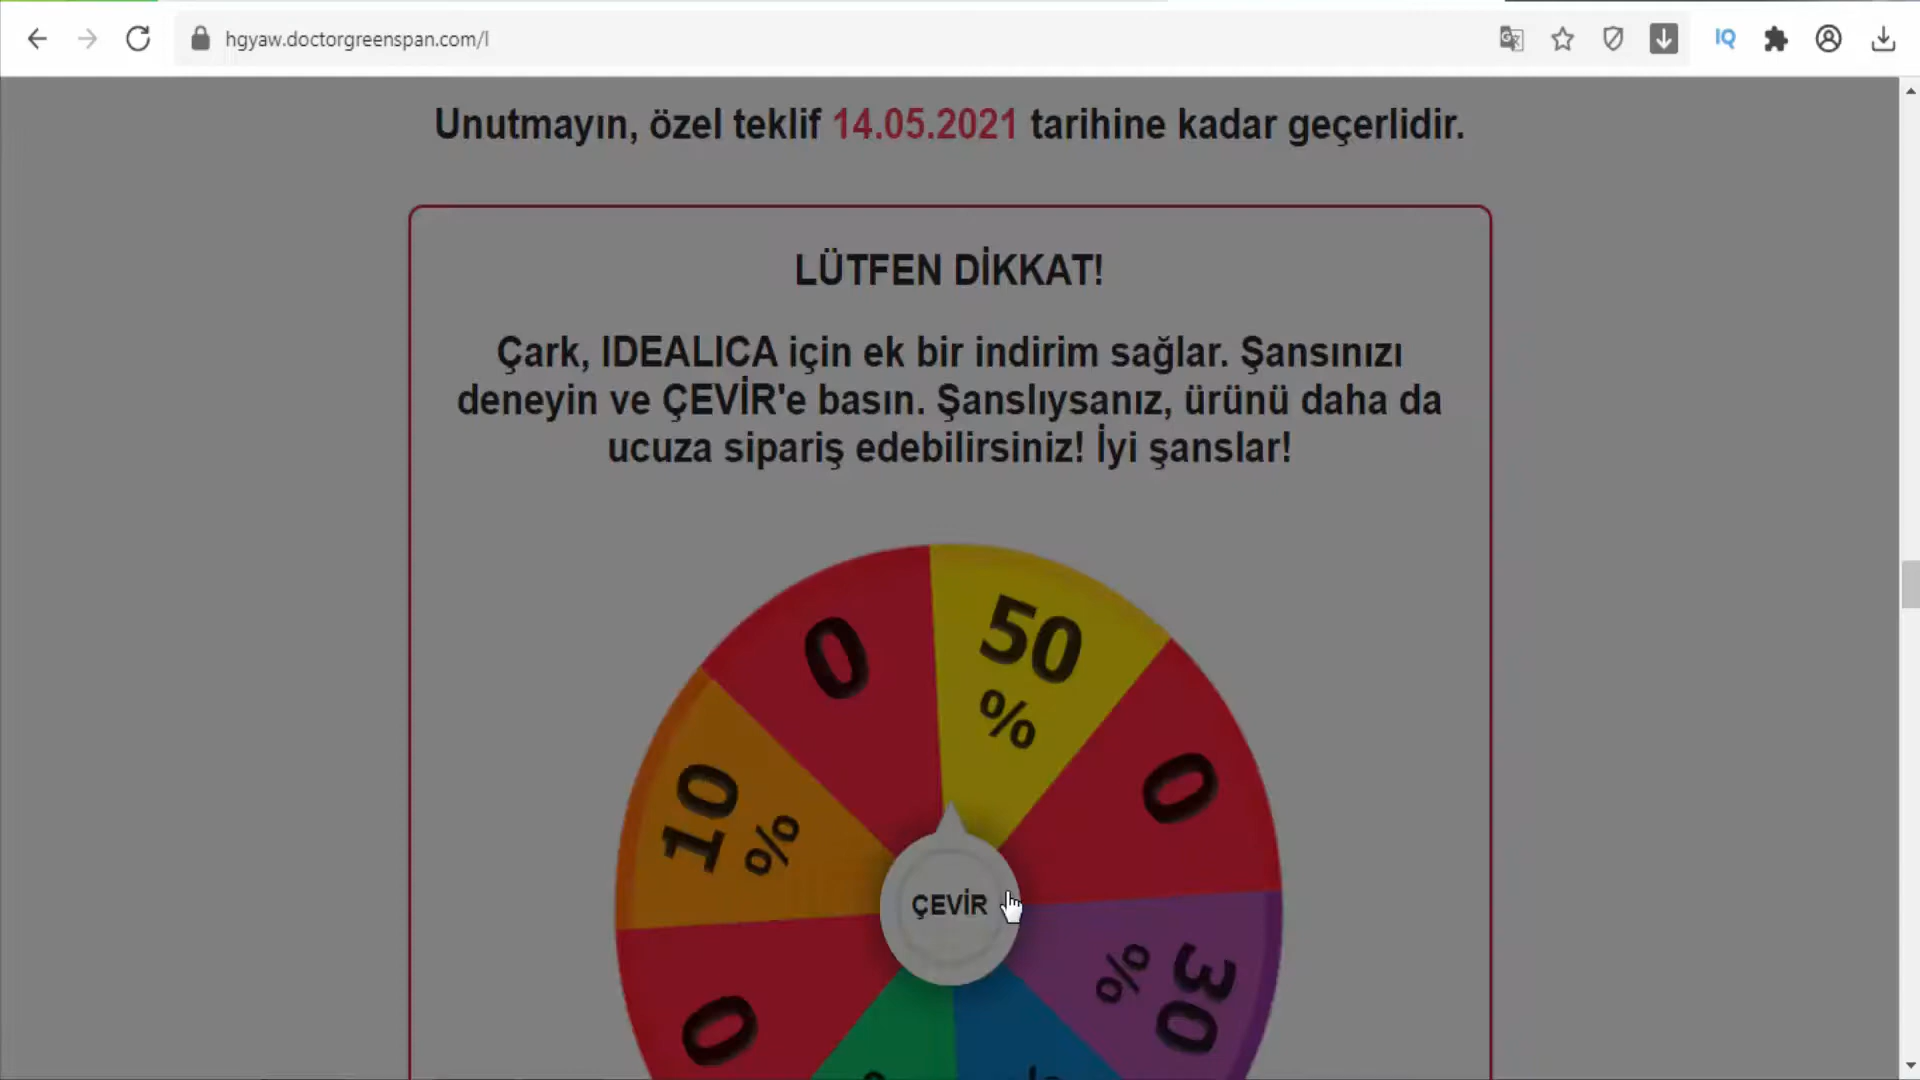 hgyaw.doctorgreenspan.com/l
IQ
Unutmayın, özel teklif 14.05.2021 tarihine kadar geçerlidir.
LÜTFEN DİKKAT!
Çark, IDEALICA için ek bir indirim sağlar. Şansınızı
deneyin ve ÇEVİR'e basın. Şanslıysanız, ürünü daha da
ucuza sipariş edebilirsiniz! İyi şanslar!
0
50
%
0
10
%
ÇEVİR
30
%
0